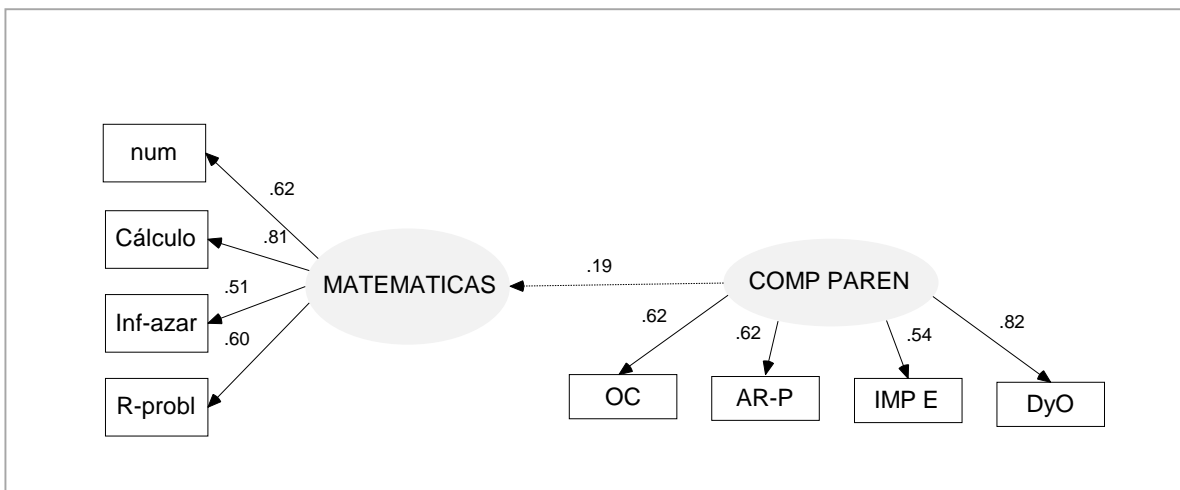 num
.62
Cálculo
.81
Inf-azar
.51
R-probl
.60
MATEMATICAS
.19
COMP PAREN
.62
.62
.54
.82
OC
AR-P
IMP E
DyO